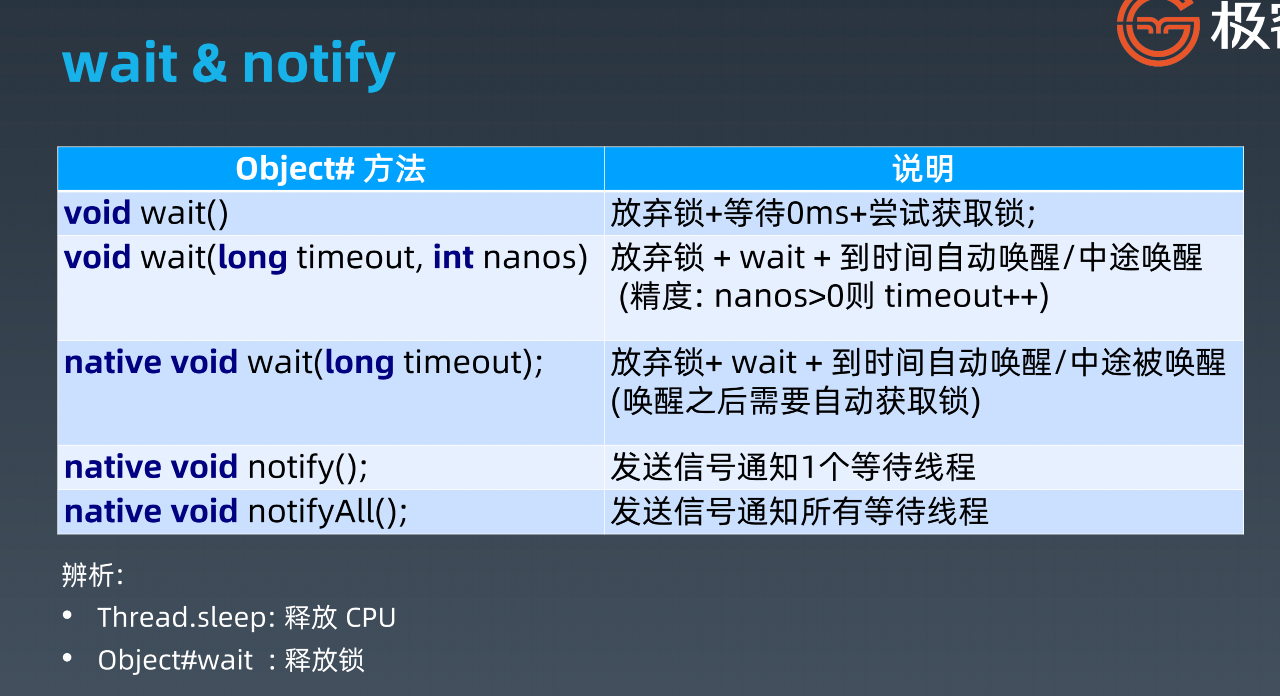 极客
wait & notify
Object# 方法 说明
void wait() 放弃锁+等待0ms+尝试获取锁;
void wait(long timeout, int nanos) 放弃锁 + wait + 到时间自动唤醒/中途唤醒
(精度: nanos>0则 timeout++)
native void wait(long timeout); 放弃锁+ wait + 到时间自动唤醒/中途被唤醒
(唤醒之后需要自动获取锁)
native void notify(); 发送信号通知1个等待线程
native void notifyAll(); 发送信号通知所有等待线程
辨析:
• Thread.sleep: 释放 CPU
• Object#wait : 释放锁